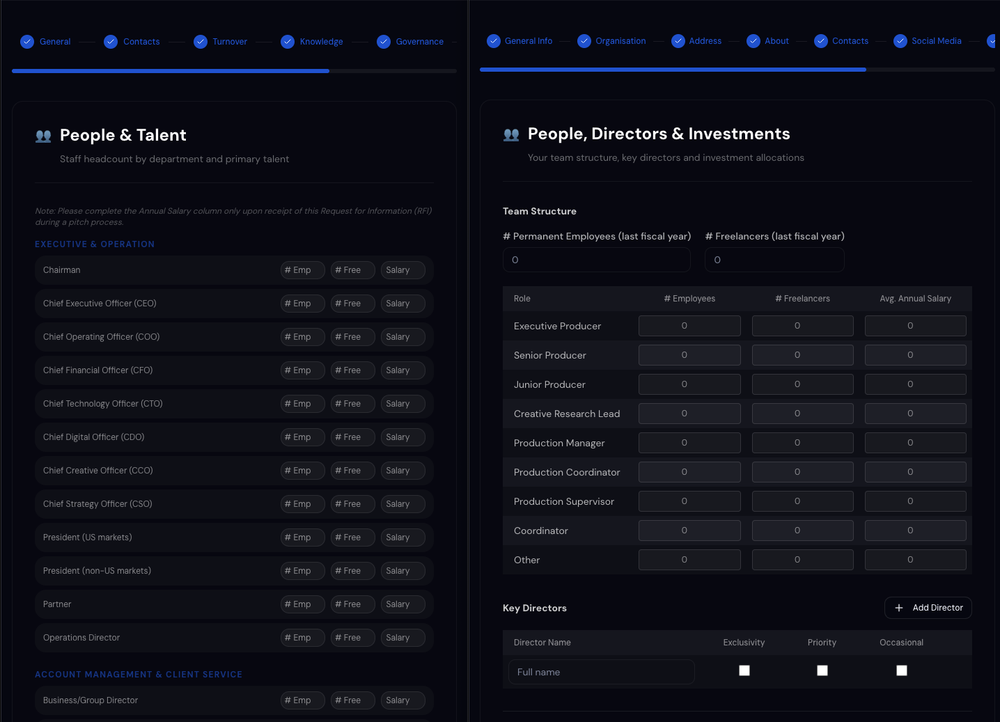 General
Contacts
Turnover
Knowledge
Governance
People & Talent
Staff headcount by department and primary talent
Note: Please complete the Annual Salary column only upon receipt of this Request for Information (RFI)
during a pitch process.
EXECUTIVE & OPERATION
Chairman # Emp # Free Salary
Chief Executive Officer (CEO) # Emp # Free Salary
Chief Operating Officer (COO) # Emp # Free Salary
Chief Financial Officer (CFO) # Emp # Free Salary
Chief Technology Officer (CTO) # Emp # Free Salary
Chief Digital Officer (CDO) # Emp # Free Salary
Chief Creative Officer (CCO) # Emp # Free Salary
Chief Strategy Officer (CSO) # Emp # Free Salary
President (US markets) # Emp # Free Salary
President (non-US markets) # Emp # Free Salary
Partner # Emp # Free Salary
Operations Director # Emp # Free Salary
ACCOUNT MANAGEMENT & CLIENT SERVICE
Business/Group Director # Emp # Free Salary
General Info
Organisation
Address
About
Contacts
Social Media
People, Directors & Investments
Your team structure, key directors and investment allocations
Team Structure
# Permanent Employees (last fiscal year) # Freelancers (last fiscal year)
0 0
Role # Employees # Freelancers Avg. Annual Salary
Executive Producer 0 0 0
Senior Producer 0 0 0
Junior Producer 0 0 0
Creative Research Lead 0 0 0
Production Manager 0 0 0
Production Coordinator 0 0 0
Production Supervisor 0 0 0
Coordinator 0 0 0
Other 0 0 0
Key Directors + Add Director
Director Name Exclusivity Priority Occasional
Full name